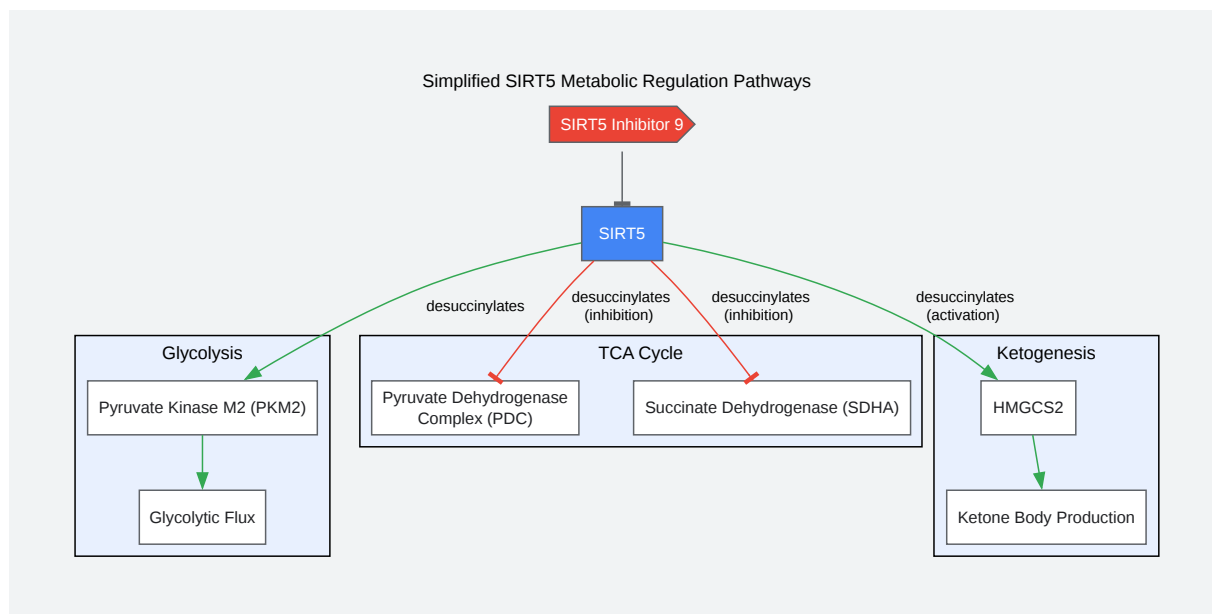 Simplified SIRT5 Metabolic Regulation Pathways
SIRT5 Inhibitor 9
SIRT5
desuccinylates
desuccinylates
(inhibition)
desuccinylates
(inhibition)
desuccinylates
(activation)
Glycolysis
Pyruvate Kinase M2 (PKM2)
Glycolytic Flux
TCA Cycle
Pyruvate Dehydrogenase
Complex (PDC)
Succinate Dehydrogenase (SDHA)
Ketogenesis
HMGCS2
Ketone Body Production